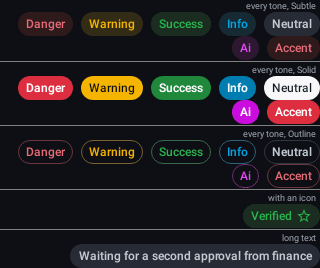 every tone, Subtle
Danger Warning Success Info Neutral
Ai Accent
every tone, Solid
Danger Warning Success Info Neutral
Ai Accent
every tone, Outline
Danger Warning Success Info Neutral
Ai Accent
with an icon
Verified
long text
Waiting for a second approval from finance